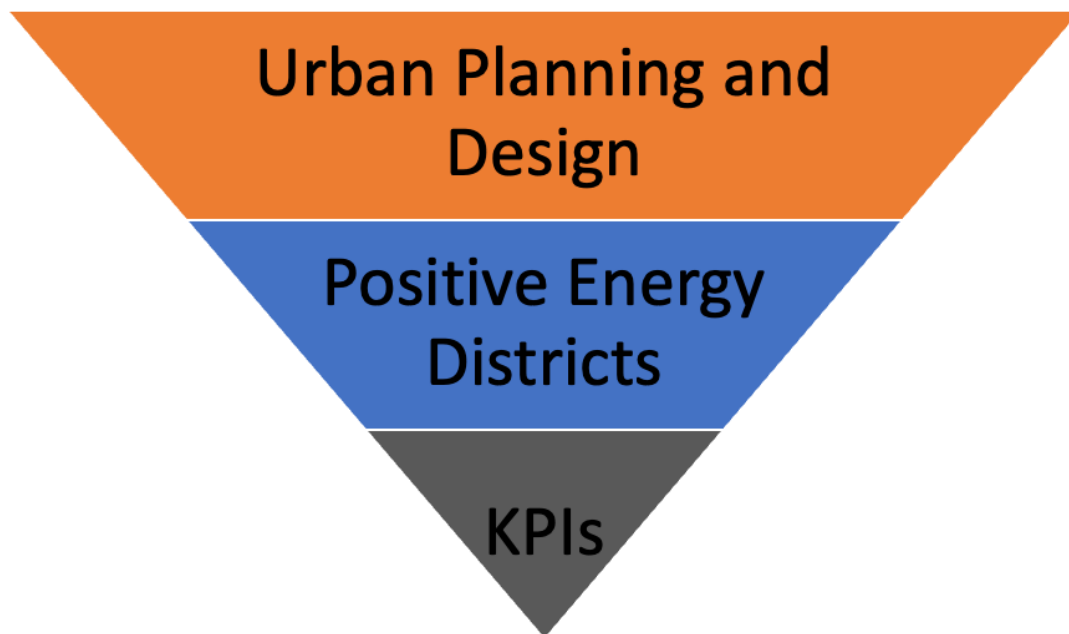 Urban Planning and
Design
Positive Energy
Districts
KPIs